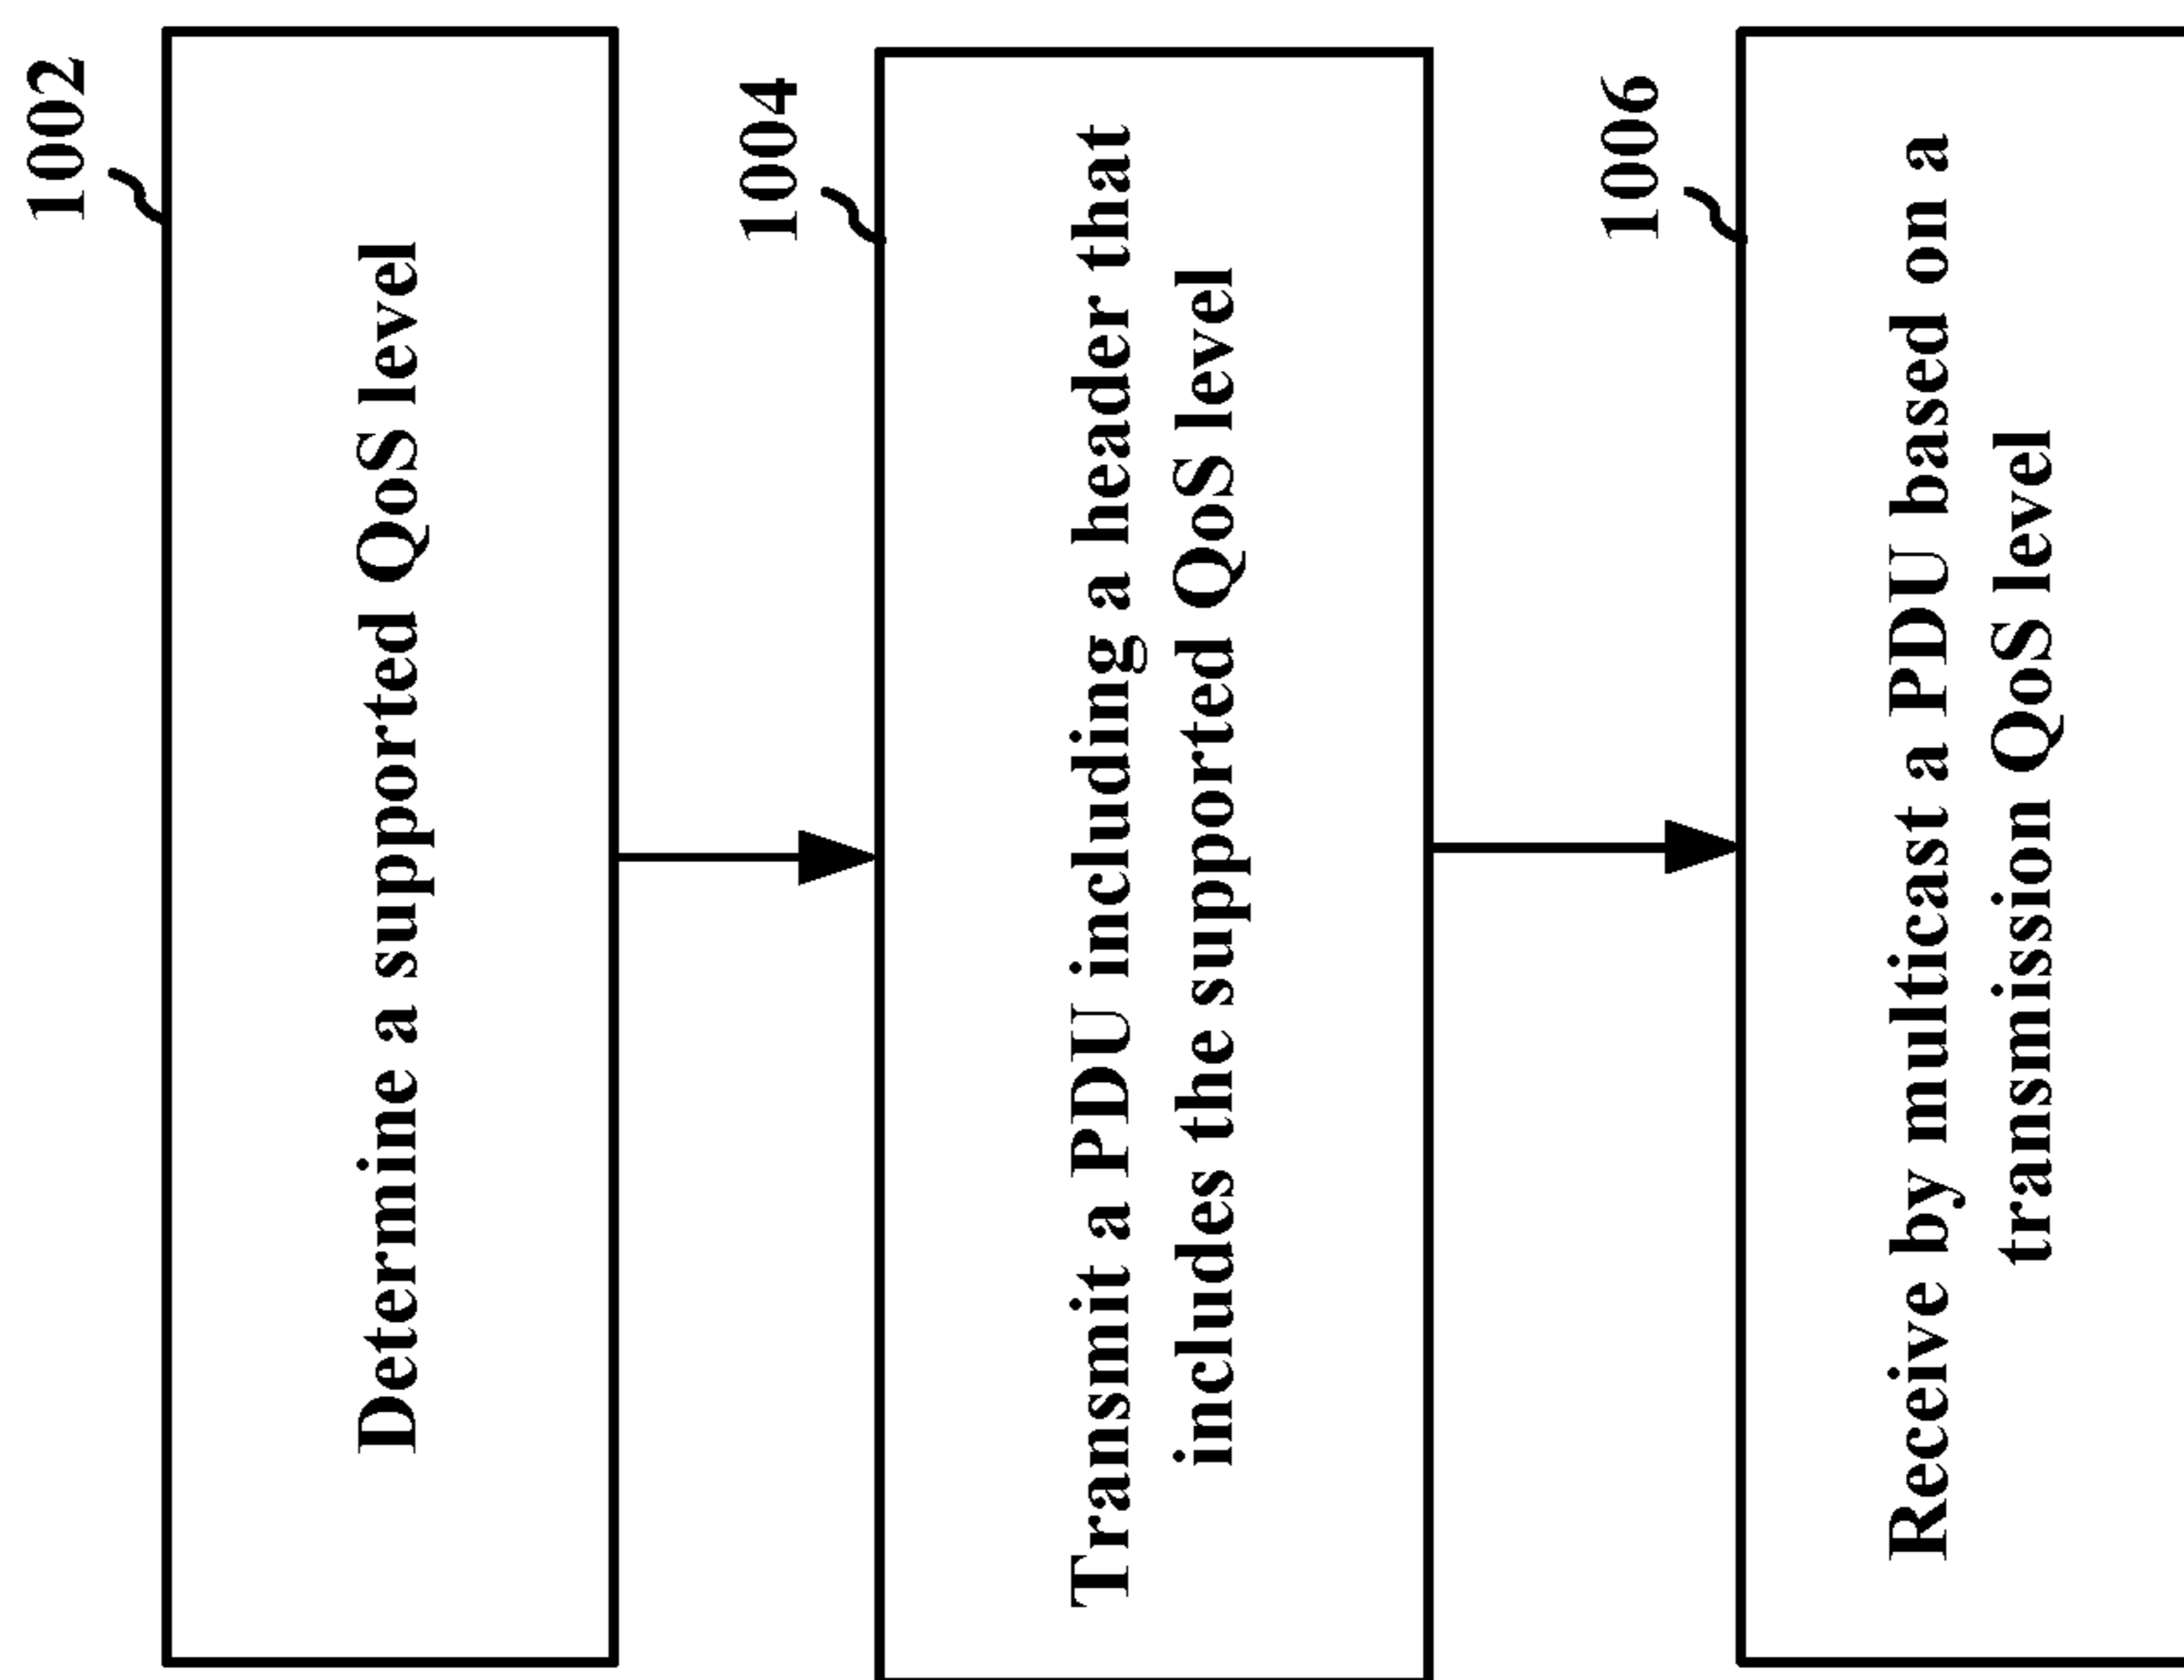 1002
Determine a supported QoS level
1004
Transmit a PDU including a header that
includes the supported QoS level
1006
Receive by multicast a PDU based on a
transmission QoS level